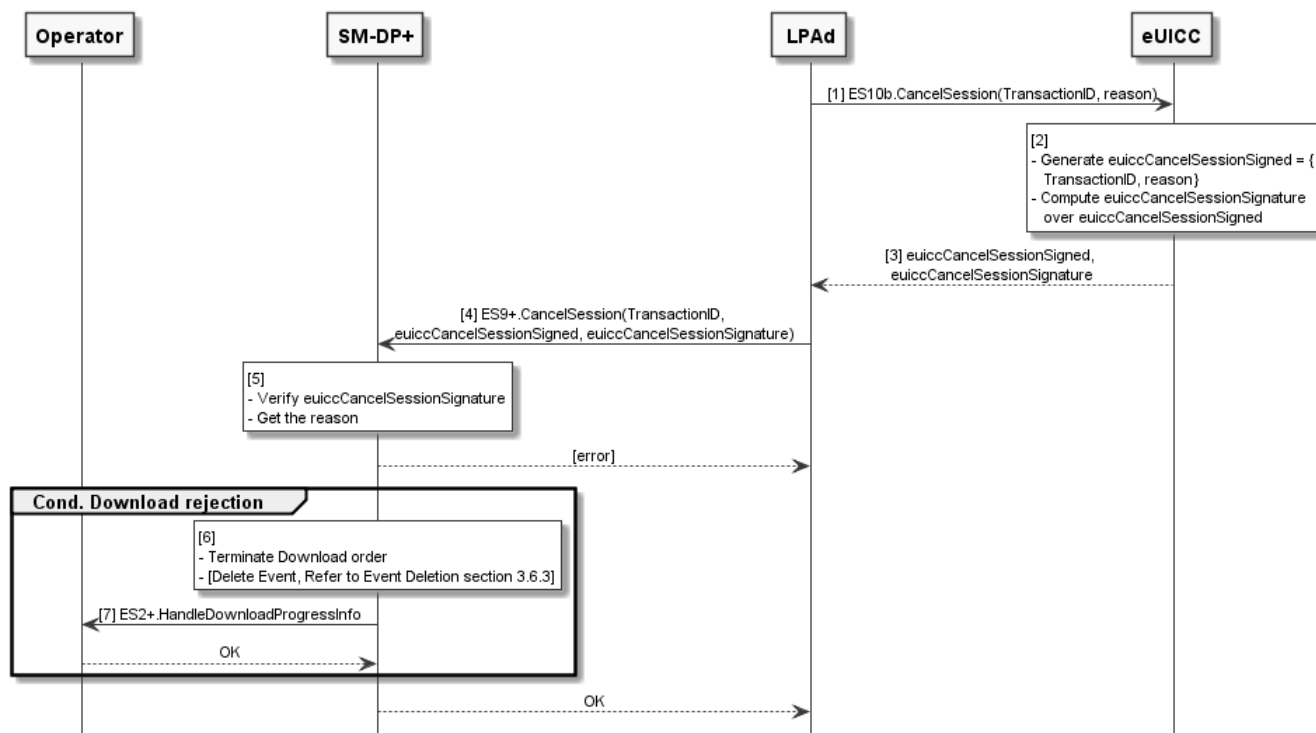 Operator
SM-DP+
LPAd
eUICC
[1] ES10b.CancelSession(TransactionID, reason)
[2]
- Generate euiccCancelSessionSigned = {
TransactionID, reason}
- Compute euiccCancelSessionSignature
over euiccCancelSessionSigned
[3] euiccCancelSessionSigned,
euiccCancelSessionSignature
[4] ES9+.CancelSession(TransactionID,
euiccCancelSessionSigned, euiccCancelSessionSignature)
[5]
- Verify euiccCancelSessionSignature
- Get the reason
[error]
Cond. Download rejection
[6]
- Terminate Download order
- [Delete Event, Refer to Event Deletion section 3.6.3]
[7] ES2+.HandleDownloadProgressInfo
OK
OK